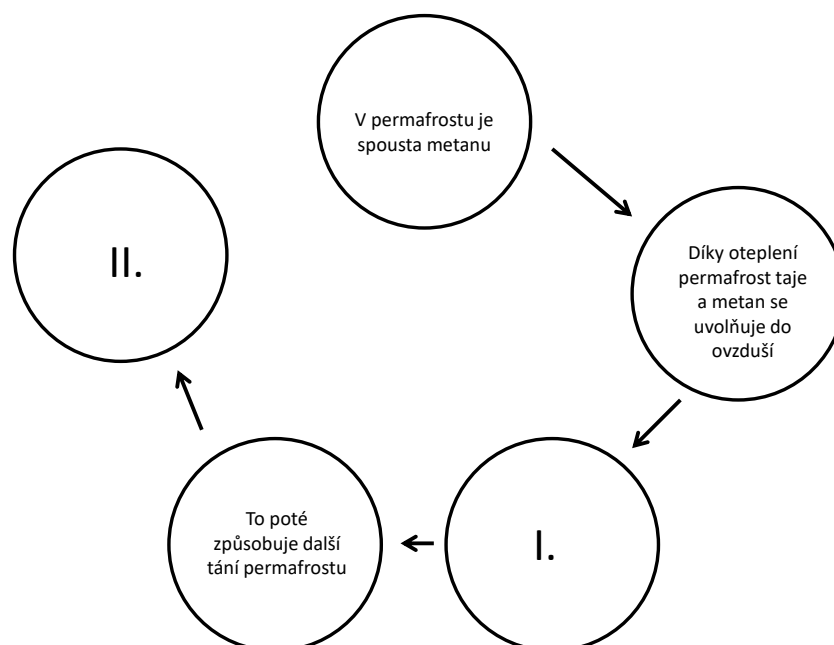 V permafrostu je
spousta metanu
Díky oteplení
permafrost taje
a metan se
uvolňuje do
ovzduší
I.
To poté
způsobuje další
tání permafrostu
II.